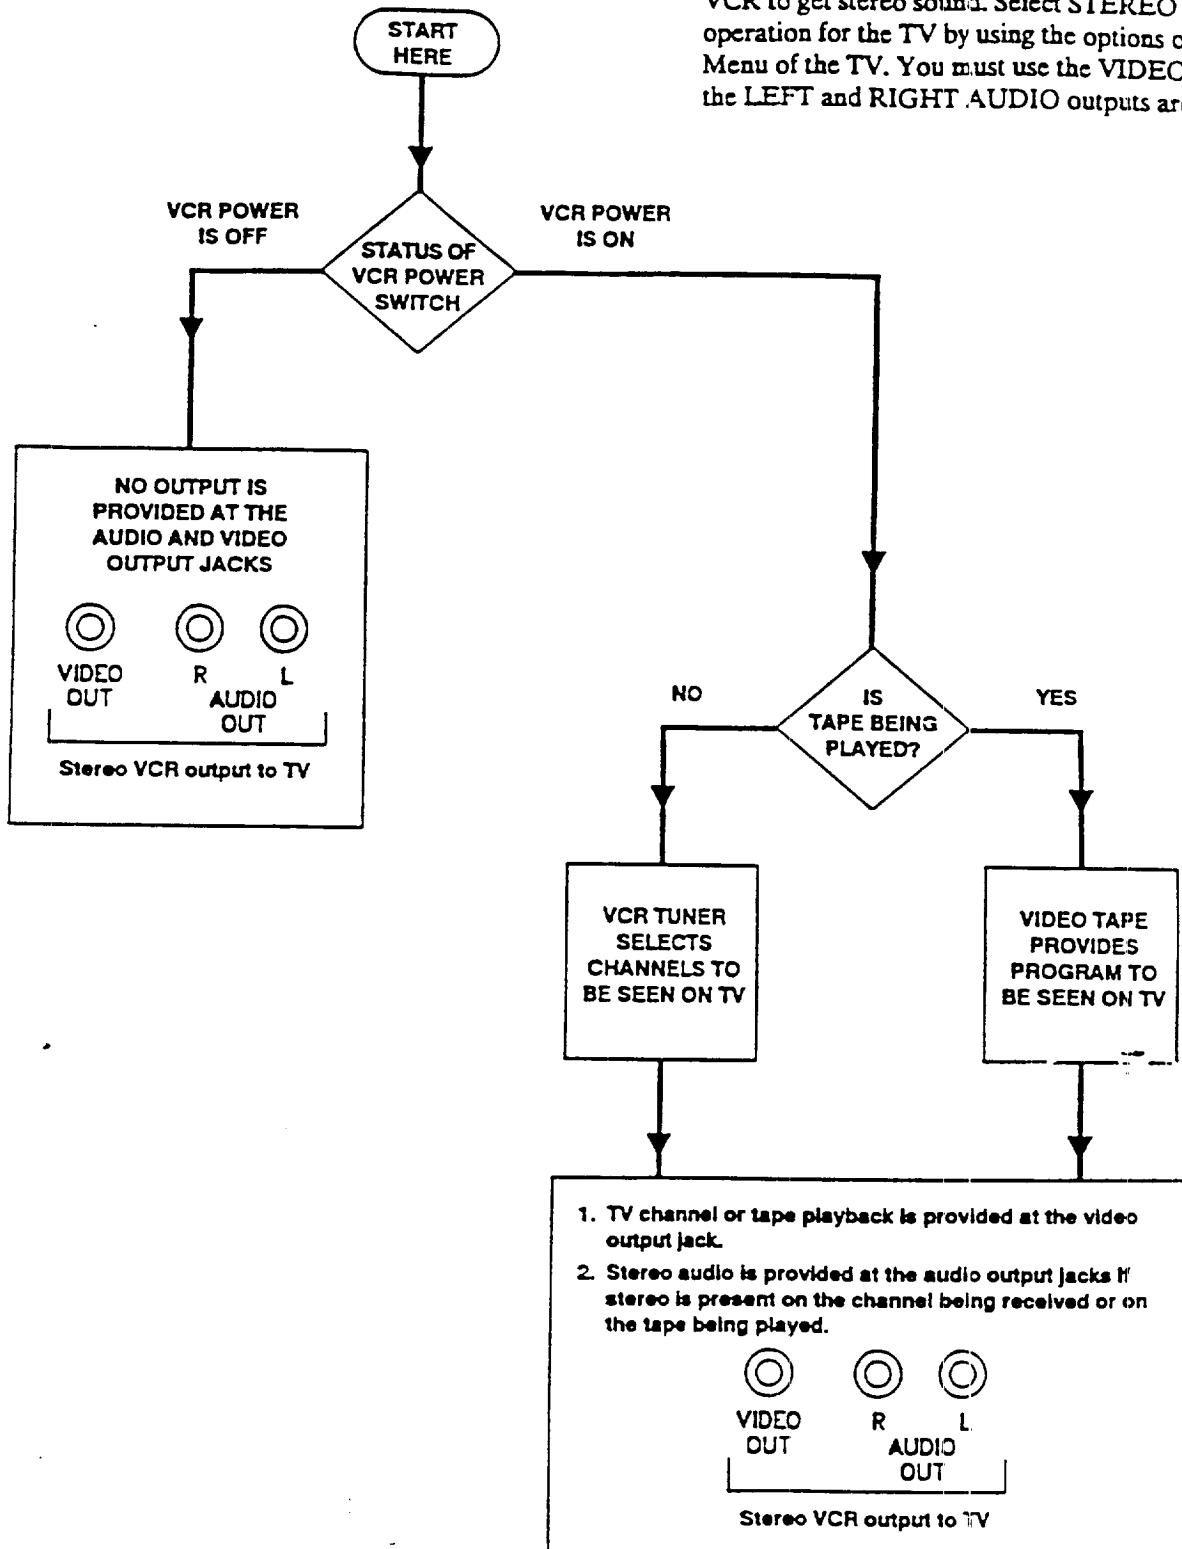 VCR to get stereo sound. Select STEREO
operation for the TV by using the options
Menu of the TV. You must use the VIDEO
the LEFT and RIGHT AUDIO outputs
START
HERE
VCR POWER
IS OFF
VCR POWER
IS ON
STATUS OF
VCR POWER
SWITCH
NO OUTPUT IS
PROVIDED AT THE
AUDIO AND VIDEO
OUTPUT JACKS
VIDEO
OUT
R
L
AUDIO
OUT
Stereo VCR output to TV
NO
IS
TAPE BEING
PLAYED?
YES
VCR TUNER
SELECTS
CHANNELS TO
BE SEEN ON TV
VIDEO TAPE
PROVIDES
PROGRAM TO
BE SEEN ON TV
1. TV channel or tape playback is provided at the video
output jack.
2. Stereo audio is provided at the audio output jacks if
stereo is present on the channel being received or on
the tape being played.
VIDEO
OUT
R
L
AUDIO
OUT
Stereo VCR output to TV